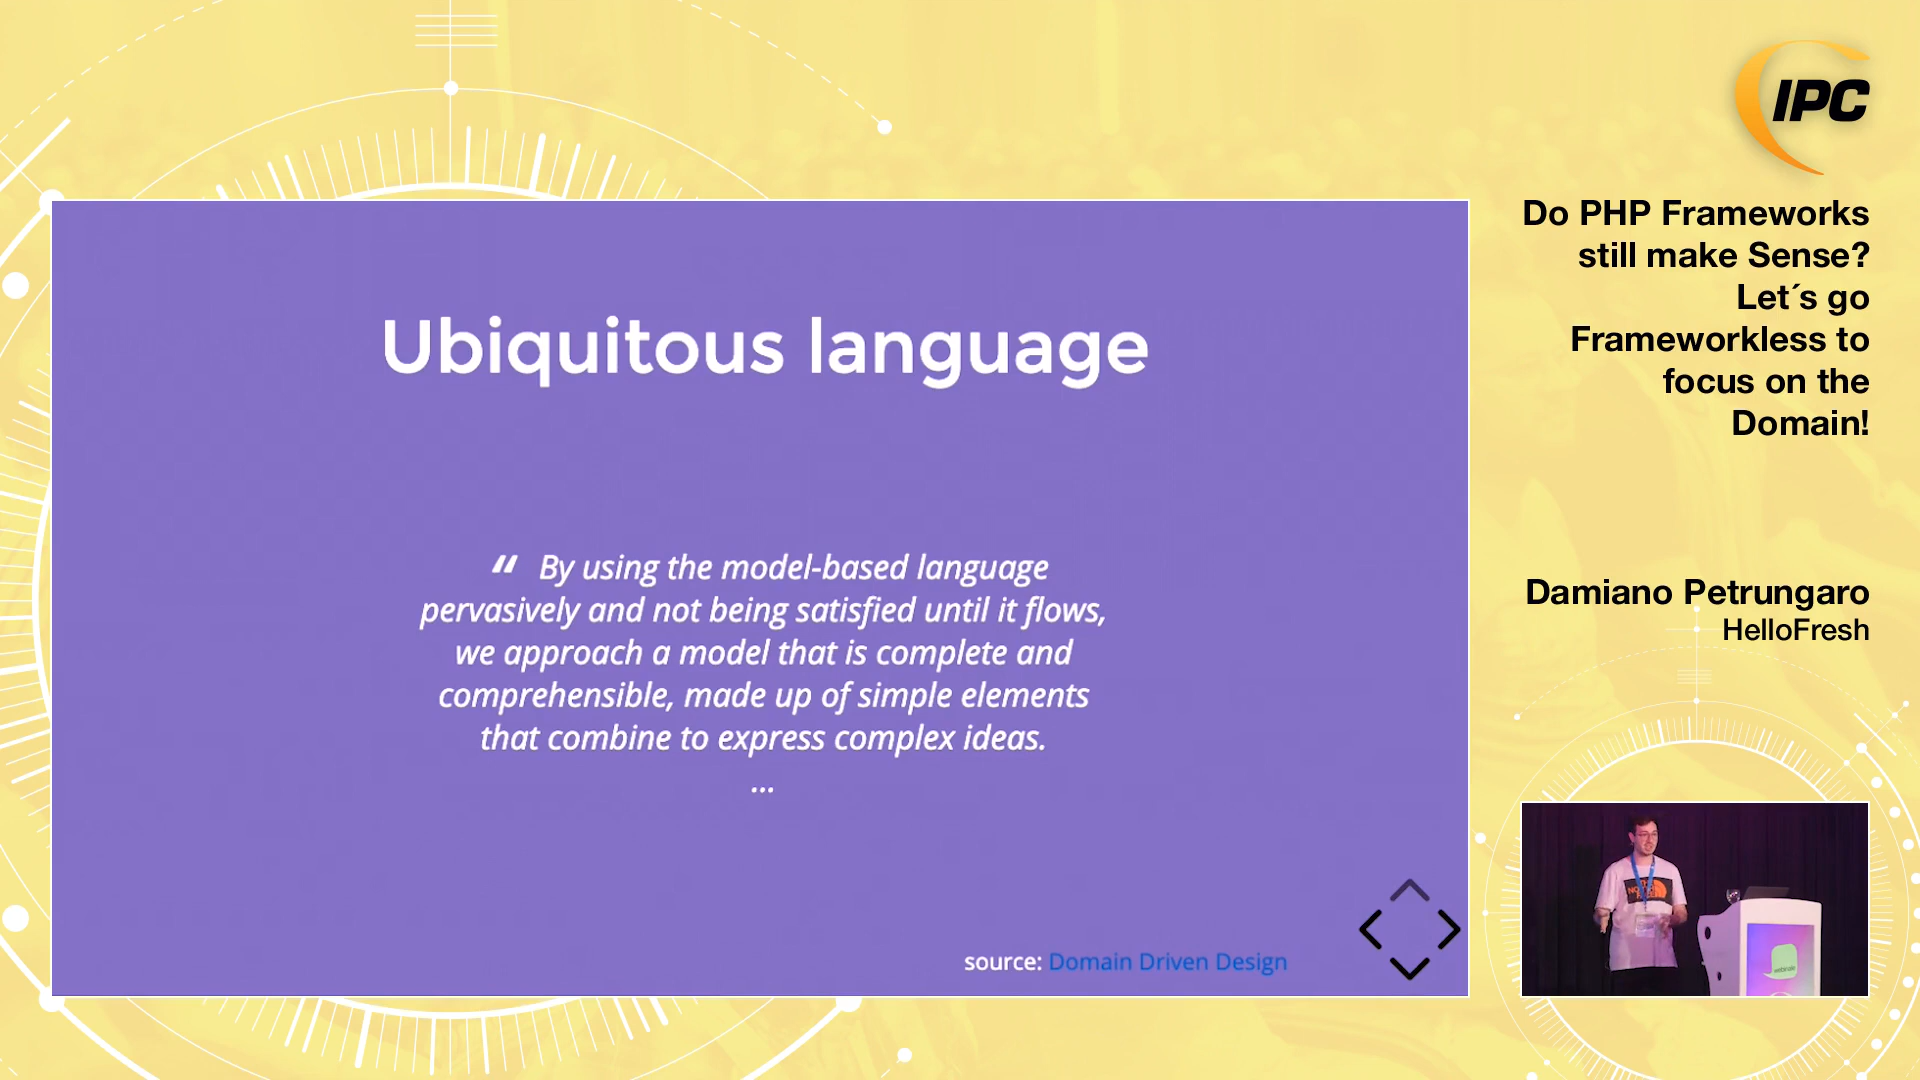 IPC
Do PHP Frameworks
still make Sense?
Let´s go
Frameworkless to
focus on the
Domain!
Ubiquitous language
“ By using the model-based language
pervasively and not being satisfied until it flows,
we approach a model that is complete and
comprehensible, made up of simple elements
that combine to express complex ideas.
...
source: Domain Driven Design
Damiano Petrungaro
HelloFresh